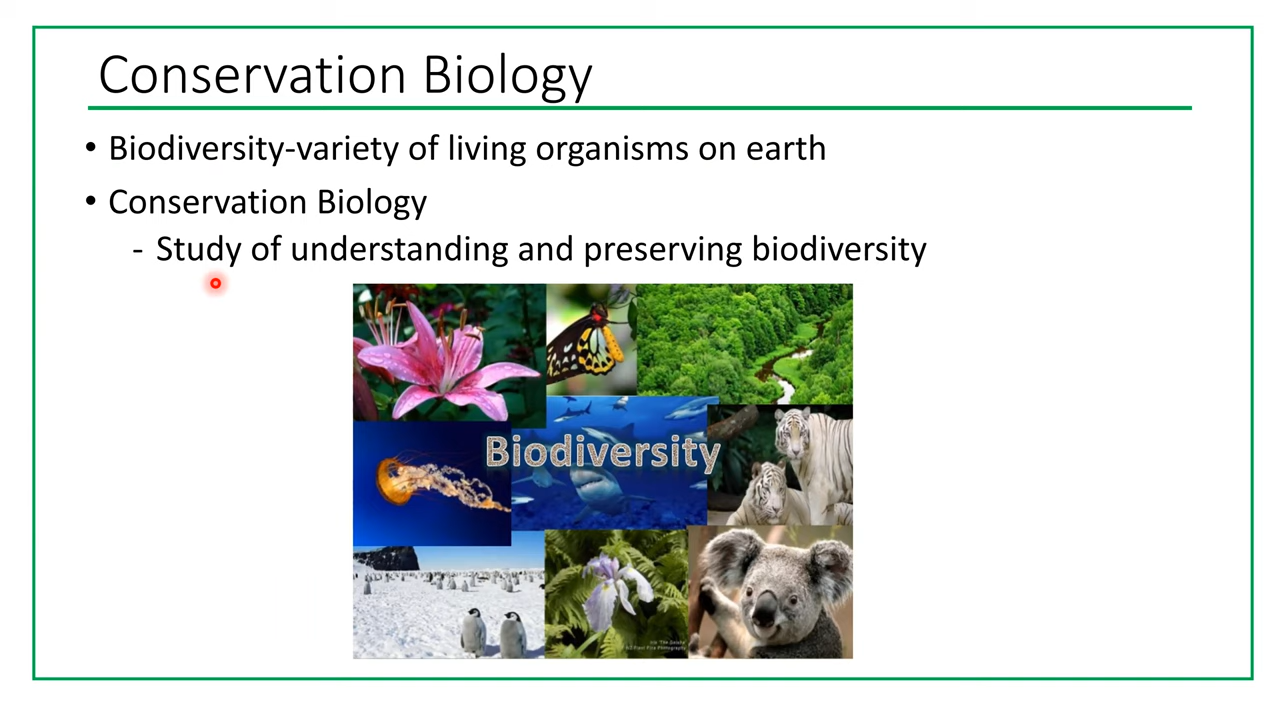 Conservation Biology
• Biodiversity-variety of living organisms on earth
• Conservation Biology
- Study of understanding and preserving biodiversity
Biodiversity